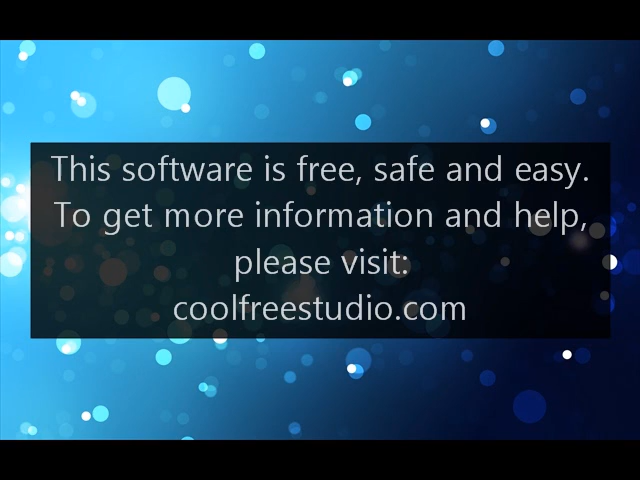 This software is free, safe and easy.
To get more information and help,
please visit:
coolfreestudio.com